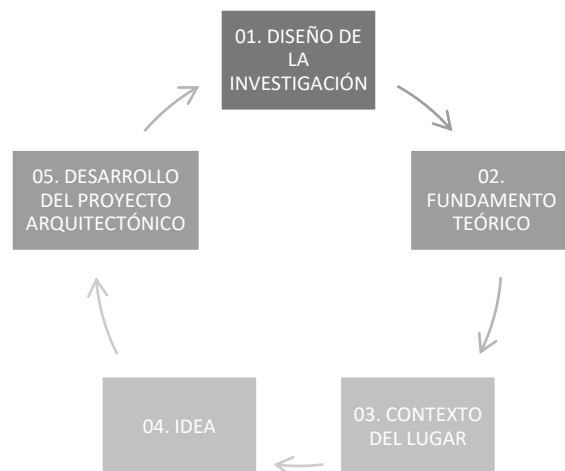 01. DISEÑO DE
LA
INVESTIGACIÓN
02.
FUNDAMENTO
TEÓRICO
03. CONTEXTO
DEL LUGAR
04. IDEA
05. DESARROLLO
DEL PROYECTO
ARQUITECTÓNICO